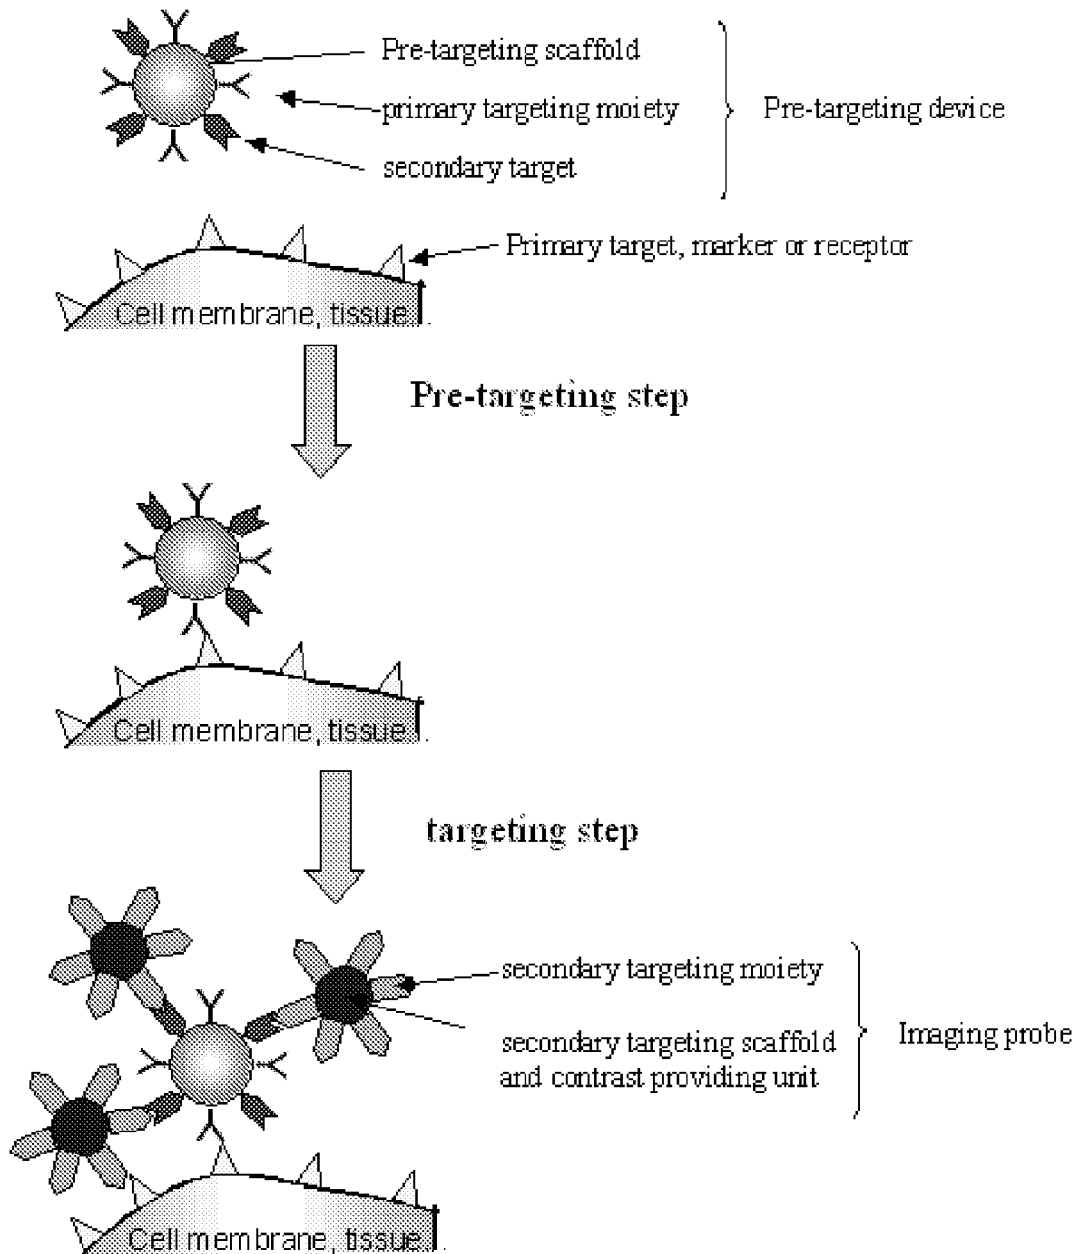 Pre-targeting scaffold
primary targeting moiety
Pre-targeting device
secondary target
Primary target, marker or receptor
Cell membrane, tissue.
Pre-targeting step
Cell membrane, tissue.
targeting step
secondary targeting moiety
secondary targeting scaffold
and contrast providing unit
Imaging probe
Cell membrane, tissue.